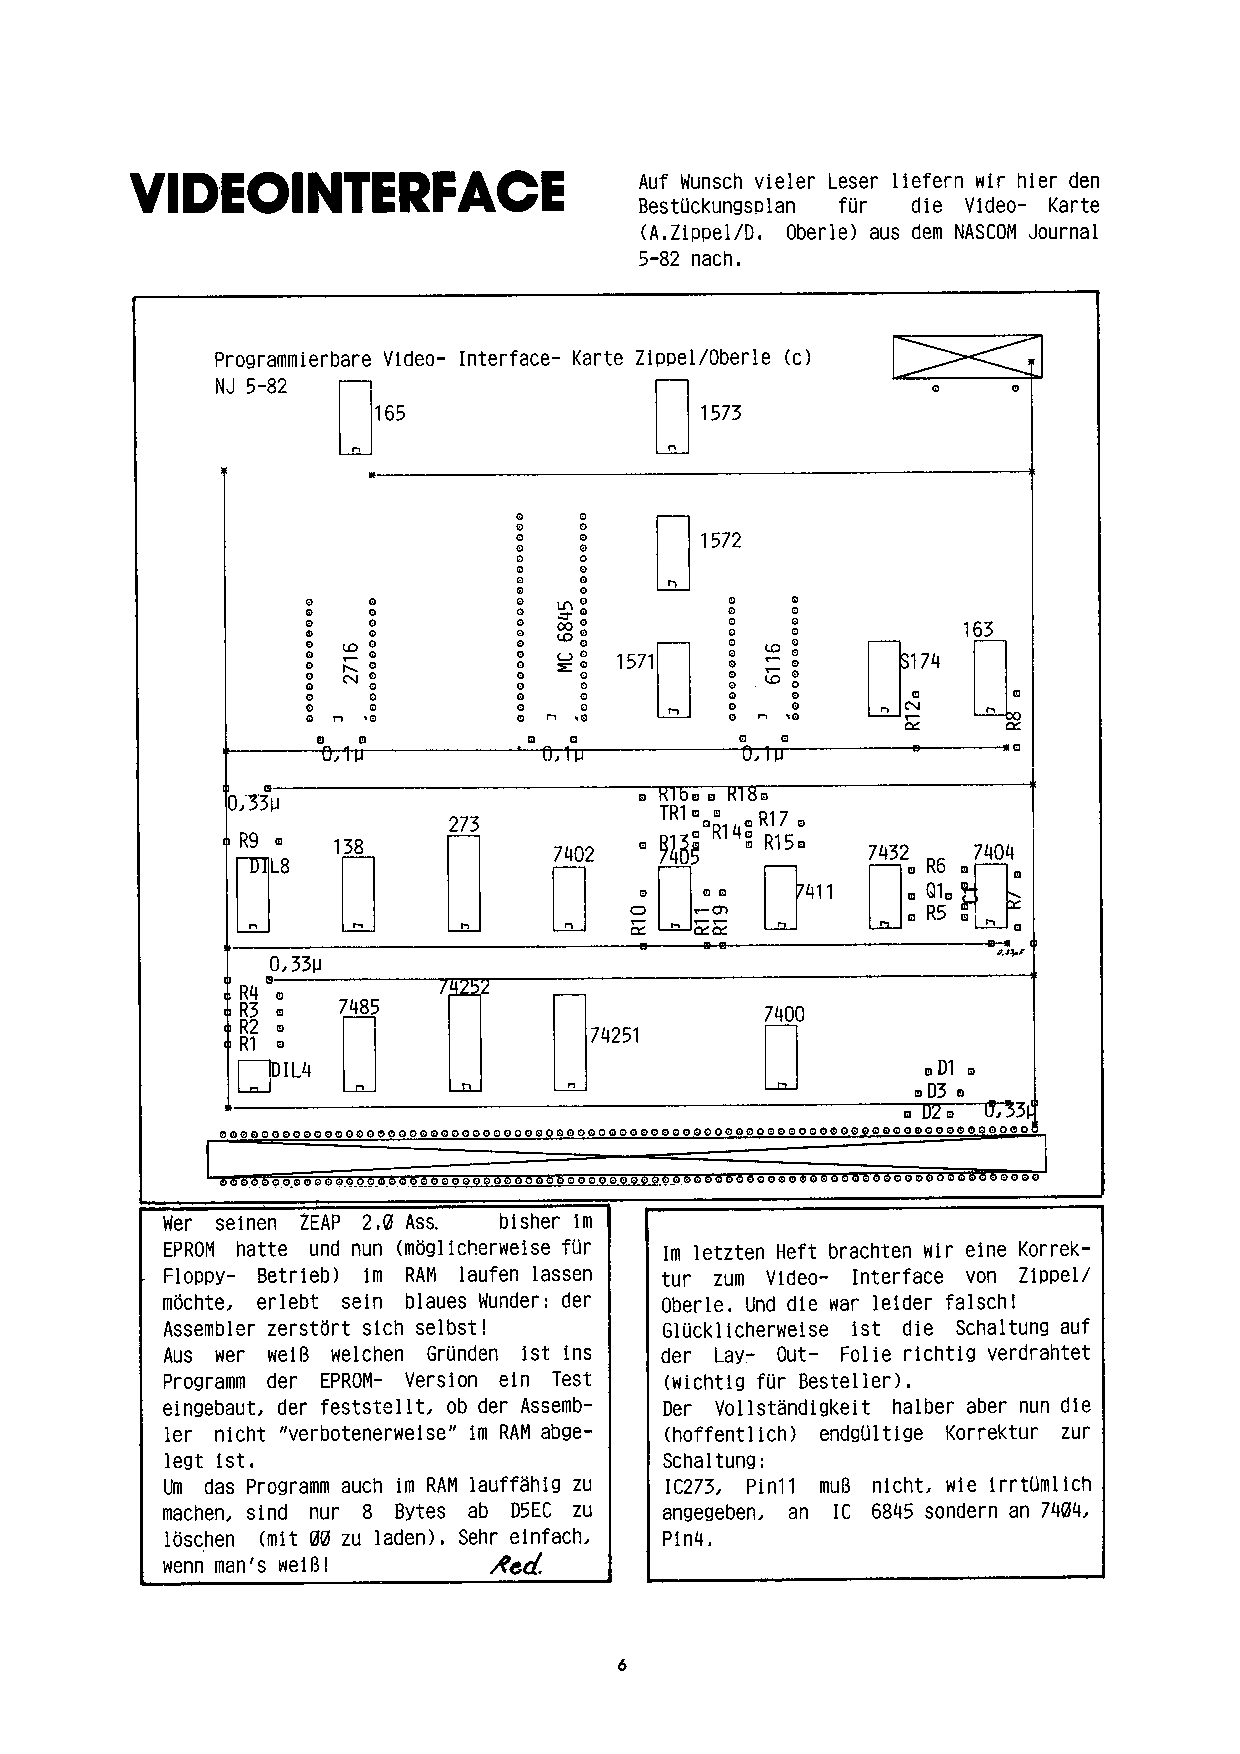 VIDEOINTERFACE
Auf Wunsch vieler Leser liefern wir hier den
Bestückungsplan für die Video- Karte
(A.Zippel/D. Oberle) aus dem NASCOM Journal
5-82 nach.
Programmierbare Video- Interface- Karte Zippel/Oberle (c)
NJ 5-82
165
1573
1572
163
2716
MC 6845
1571
6116
S174
R12
R8
0,1µ
0,1µ
0,1µ
0,33µ
R16
R18
TR1
R17
273
R14
R9
138
R13
R15
7402
7405
7432
7404
DIL8
R6
7411
Q1
R7
R10
R11
R19
R5
0,33µF
0,33µ
R4
74252
R3
7485
R2
7400
R1
74251
DIL4
D1
D3
D2
0,33µ
Wer seinen ZEAP 2.0 Ass. bisher im
EPROM hatte und nun (möglicherweise für
Floppy- Betrieb) im RAM laufen lassen
möchte, erlebt sein blaues Wunder: der
Assembler zerstört sich selbst!
Aus wer weiß welchen Gründen ist ins
Programm der EPROM- Version ein Test
eingebaut, der feststellt, ob der Assemb-
ler nicht "verbotenerweise" im RAM abge-
legt ist.
Um das Programm auch im RAM lauffähig zu
machen, sind nur 8 Bytes ab D5EC zu
löschen (mit 00 zu laden). Sehr einfach,
wenn man's weiß!
Red.
Im letzten Heft brachten wir eine Korrek-
tur zum Video- Interface von Zippel/
Oberle. Und die war leider falsch!
Glücklicherweise ist die Schaltung auf
der Lay- Out- Folie richtig verdrahtet
(wichtig für Besteller).
Der Vollständigkeit halber aber nun die
(hoffentlich) endgültige Korrektur zur
Schaltung:
IC273, Pin11 muß nicht, wie irrtümlich
angegeben, an IC 6845 sondern an 7404,
Pin4.
6